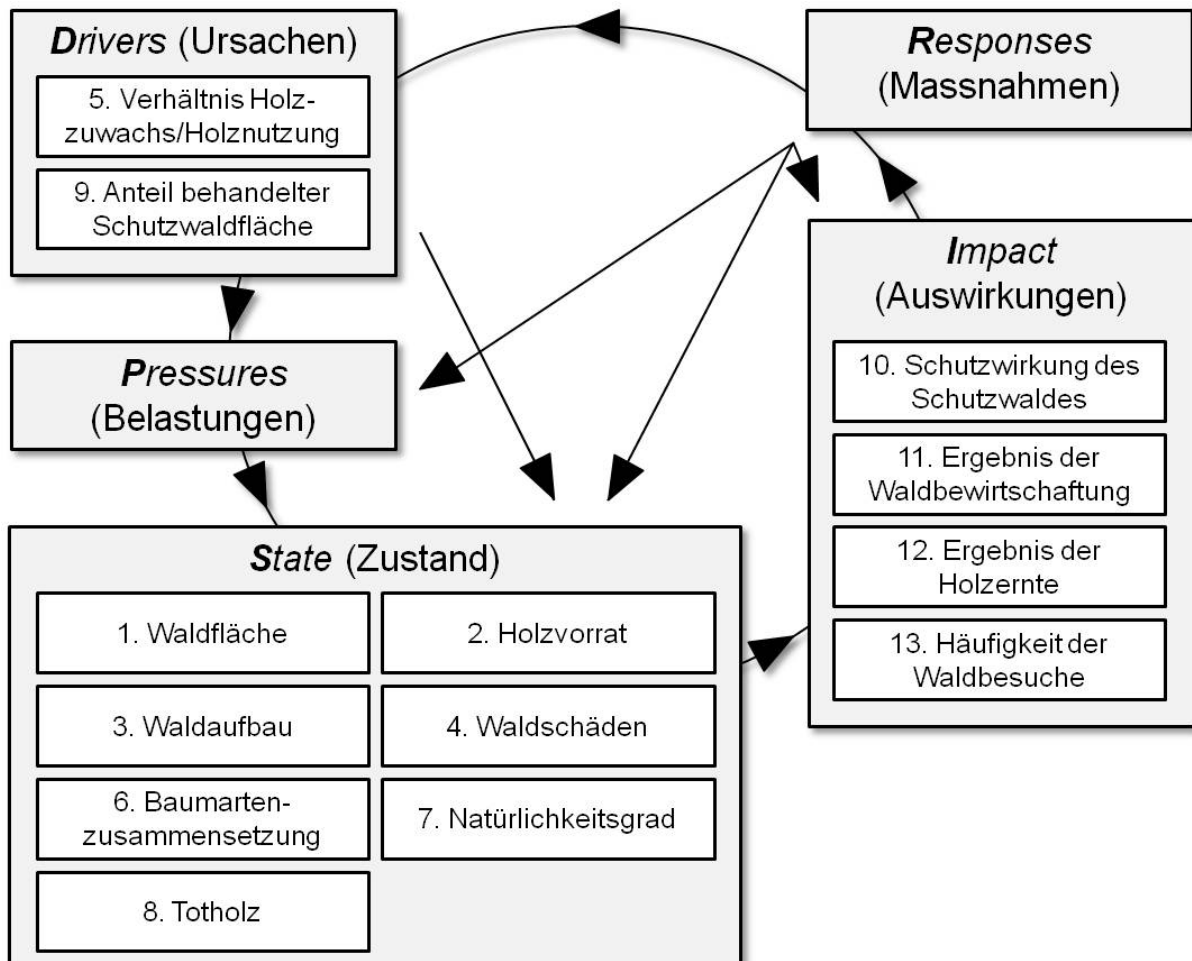 Drivers (Ursachen)
5. Verhältnis Holz-
zuwachs/Holznutzung
9. Anteil behandelter
Schutzwaldfläche
Responses
(Massnahmen)
Pressures
(Belastungen)
Impact
(Auswirkungen)
10. Schutzwirkung des
Schutzwaldes
11. Ergebnis der
Waldbewirtschaftung
12. Ergebnis der
Holzernte
13. Häufigkeit der
Waldbesuche
State (Zustand)
1. Waldfläche
2. Holzvorrat
3. Waldaufbau
4. Waldschäden
6. Baumarten-
zusammensetzung
7. Natürlichkeitsgrad
8. Totholz